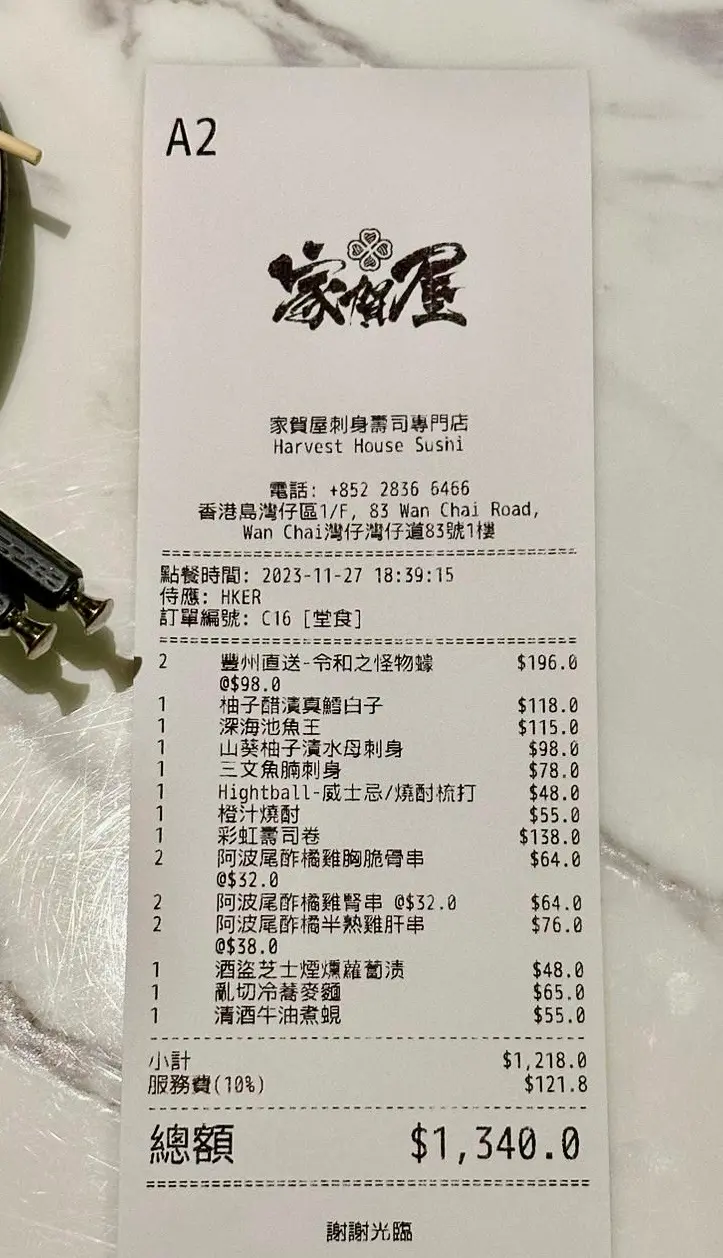 A2
家賀屋
家賀屋刺身壽司專門店
Harvest House Sushi
電話: +852 2836 6466
香港島灣仔區1/F, 83 Wan Chai Road,
Wan Chai灣仔灣仔道83號1樓
點餐時間: 2023-11-27 18:39:15
侍應: HKER
訂單編號: C16 [堂食]
2 豐州直送-令和之怪物蠔 $196.0
@$98.0
1 柚子醋漬真鱈白子 $118.0
1 深海池魚王 $115.0
1 山葵柚子漬水母刺身 $98.0
1 三文魚腩刺身 $78.0
1 Hightball-威士忌/燒酎梳打 $48.0
1 橙汁燒酎 $55.0
1 彩虹壽司卷 $138.0
2 阿波尾酢橘雞胸脆骨串 $64.0
@$32.0
2 阿波尾酢橘雞腎串 @$32.0 $64.0
2 阿波尾酢橘半熟雞肝串 $76.0
@$38.0
1 酒盜芝士煙燻蘿蔔漬 $48.0
1 亂切冷蕎麥麵 $65.0
1 清酒牛油煮蜆 $55.0
小計 $1,218.0
服務費(10%) $121.8
總額 $1,340.0
謝謝光臨